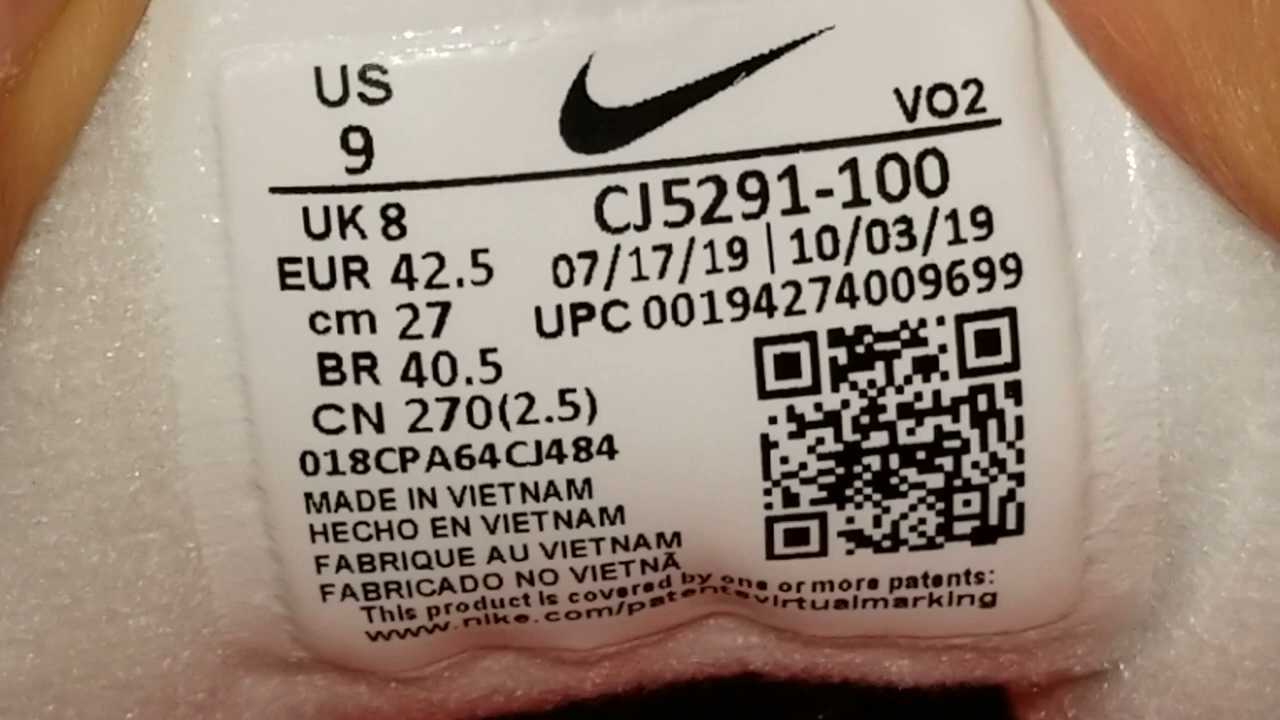 US
9
VO2
UK 8
EUR 42.5
cm 27
BR 40.5
CN 270(2.5)
CJ5291-100
07/17/19 | 10/03/19
UPC 00194274009699
018CPA64CJ484
MADE IN VIETNAM
HECHO EN VIETNAM
FABRIQUE AU VIETNAM
FABRICADO NO VIETNÃ
This product is covered by one or more patents:
www.nike.com/patentsvirtualmarking